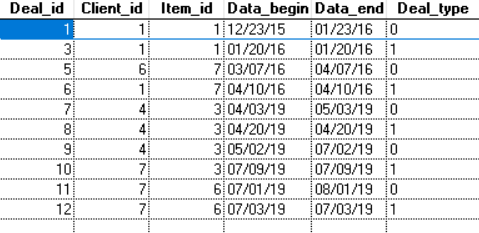 Deal_id Client_id Item_id Data_begin Data_end Deal_type
1 1 1 12/23/15 01/23/16 0
3 1 1 01/20/16 01/20/16 1
5 6 7 03/07/16 04/07/16 0
6 1 7 04/10/16 04/10/16 1
7 4 3 04/03/19 05/03/19 0
8 4 3 04/20/19 04/20/19 1
9 4 3 05/02/19 07/02/19 0
10 7 3 07/09/19 07/09/19 1
11 7 6 07/01/19 08/01/19 0
12 7 6 07/03/19 07/03/19 1